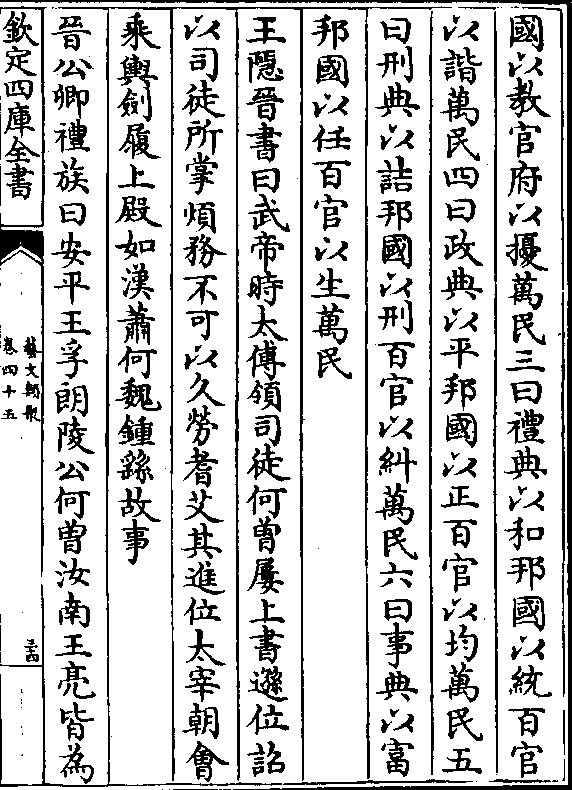 國以教官府以擾萬民三曰禮典以和邦國以統百官
以諧萬民四曰政典以平邦國以正百官以均萬民五
曰刑典以詰邦國以刑百官以糾萬民六曰事典以富
邦國以任百官以生萬民
王隱晉書曰武帝時太傅領司徒何曾屢上書遜位詔
以司徒所掌煩務不可以久勞耆艾其進位太宰朝會
乘輿劍履上殿如漢蕭何魏鍾繇故事
晉公卿禮族曰安平王孚朗陵公何曾汝南王亮皆為
欽定四庫全書
藝文類聚
卷四十五
三十四